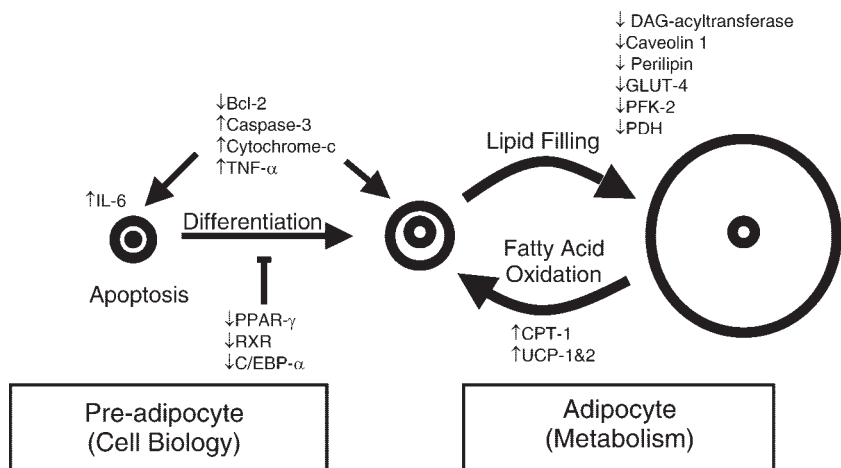 ↓ DAG-acyltransferase
↓Caveolin 1
↓ Perilipin
↓GLUT-4
↓PFK-2
↓PDH
↓Bcl-2
↑Caspase-3
↑Cytochrome-c
↑TNF-α
Lipid Filling
↑IL-6
Differentiation
Apoptosis
Fatty Acid
Oxidation
↓PPAR-γ
↓RXR
↓C/EBP-α
↑CPT-1
↑UCP-1&2
Pre-adipocyte
(Cell Biology)
Adipocyte
(Metabolism)